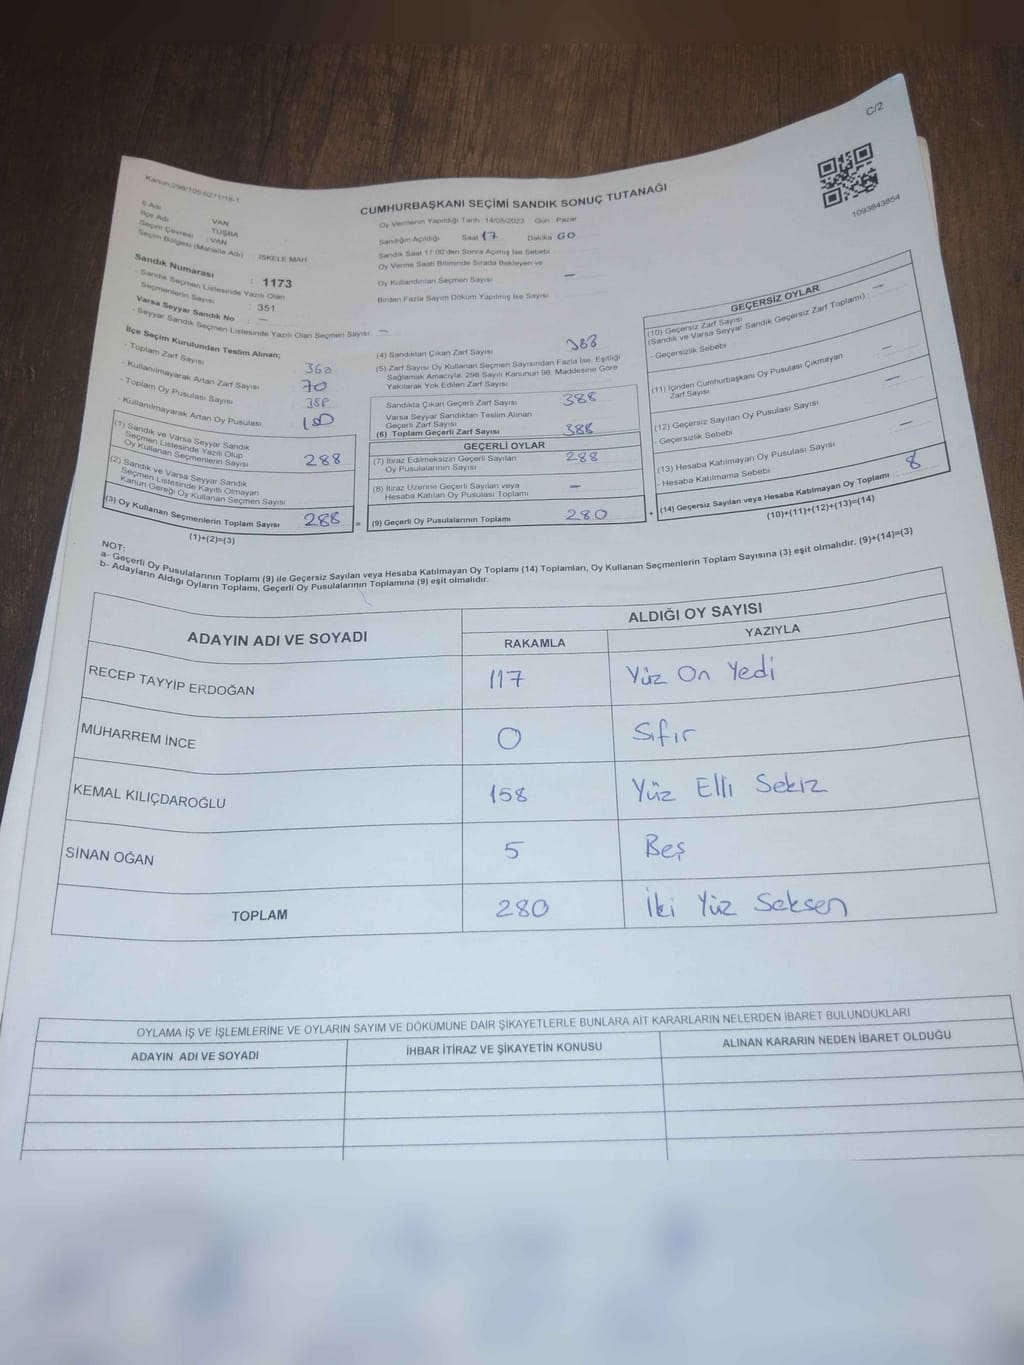 C/2
Kanun;298/105,6271/18-1
CUMHURBAŞKANI SEÇİMİ SANDIK SONUÇ TUTANAĞI
1093843854
İl Adı : VAN
İlçe Adı : TUŞBA
Seçim Çevresi : VAN
Seçim Bölgesi (Mahalle Adı) : İSKELE MAH
Sandık Numarası : 1173
- Sandık Seçmen Listesinde Yazılı Olan
Seçmenlerin Sayısı : 351
Varsa Seyyar Sandık No : —
- Seyyar Sandık Seçmen Listesinde Yazılı Olan Seçmen Sayısı: —
Oy Vermenin Yapıldığı Tarih : 14/05/2023 Gün : Pazar
Sandığın Açıldığı Saat 17 Dakika 00
Sandık Saat 17:00'den Sonra Açılmış İse Sebebi
Oy Verme Saati Bitiminde Sırada Bekleyen ve
Oy Kullandırılan Seçmen Sayısı —
Birden Fazla Sayım Döküm Yapılmış İse Sayısı :
İlçe Seçim Kurulundan Teslim Alınan;
- Toplam Zarf Sayısı 360
- Kullanılmayarak Artan Zarf Sayısı 70
- Toplam Oy Pusulası Sayısı 388
- Kullanılmayarak Artan Oy Pusulası 100
(1) Sandık ve Varsa Seyyar Sandık
Seçmen Listesinde Yazılı Olup
Oy Kullanan Seçmenlerin Sayısı 288
(2) Sandık ve Varsa Seyyar Sandık
Seçmen Listesinde Kayıtlı Olmayan
Kanun Gereği Oy Kullanan Seçmen Sayısı
(3) Oy Kullanan Seçmenlerin Toplam Sayısı 288
(1)+(2)=(3)
(4) Sandıktan Çıkan Zarf Sayısı 388
(5) Zarf Sayısı Oy Kullanan Seçmen Sayısından Fazla İse, Eşitliği
Sağlamak Amacıyla, 298 Sayılı Kanunun 98. Maddesine Göre
Yakılarak Yok Edilen Zarf Sayısı
Sandıkta Çıkan Geçerli Zarf Sayısı 388
Varsa Seyyar Sandıktan Teslim Alınan
Geçerli Zarf Sayısı
(6) Toplam Geçerli Zarf Sayısı 388
GEÇERLİ OYLAR
(7) İtiraz Edilmeksizin Geçerli Sayılan
Oy Pusulalarının Sayısı 288
(8) İtiraz Üzerine Geçerli Sayılan veya
Hesaba Katılan Oy Pusulası Toplamı —
= (9) Geçerli Oy Pusulalarının Toplamı 280
GEÇERSİZ OYLAR
(10) Geçersiz Zarf Sayısı
(Sandık ve Varsa Seyyar Sandık Geçersiz Zarf Toplamı) : —
- Geçersizlik Sebebi
(11) İçinden Cumhurbaşkanı Oy Pusulası Çıkmayan
Zarf Sayısı : —
(12) Geçersiz Sayılan Oy Pusulası Sayısı —
- Geçersizlik Sebebi
(13) Hesaba Katılmayan Oy Pusulası Sayısı —
- Hesaba Katılmama Sebebi
+ (14) Geçersiz Sayılan veya Hesaba Katılmayan Oy Toplamı 8
(10)+(11)+(12)+(13)=(14)
NOT:
a- Geçerli Oy Pusulalarının Toplamı (9) ile Geçersiz Sayılan veya Hesaba Katılmayan Oy Toplamı (14) Toplamları, Oy Kullanan Seçmenlerin Toplam Sayısına (3) eşit olmalıdır. (9)+(14)=(3)
b- Adayların Aldığı Oyların Toplamı, Geçerli Oy Pusulalarının Toplamına (9) eşit olmalıdır.
ADAYIN ADI VE SOYADI
ALDIĞI OY SAYISI
RAKAMLA YAZIYLA
RECEP TAYYİP ERDOĞAN 117 Yüz On Yedi
MUHARREM İNCE 0 Sıfır
KEMAL KILIÇDAROĞLU 158 Yüz Elli Sekiz
SİNAN OĞAN 5 Beş
TOPLAM 280 İki Yüz Seksen
OYLAMA İŞ VE İŞLEMLERİNE VE OYLARIN SAYIM VE DÖKÜMÜNE DAİR ŞİKAYETLERLE BUNLARA AİT KARARLARIN NELERDEN İBARET BULUNDUKLARI
ADAYIN ADI VE SOYADI İHBAR İTİRAZ VE ŞİKAYETİN KONUSU ALINAN KARARIN NEDEN İBARET OLDUĞU